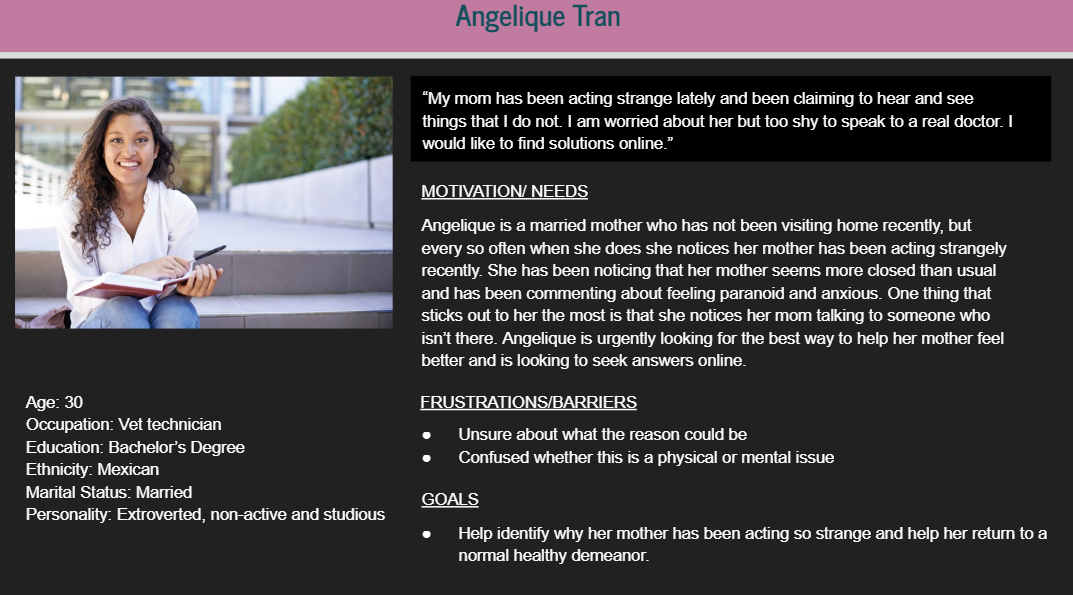 Angelique Tran
“My mom has been acting strange lately and been claiming to hear and see
things that I do not. I am worried about her but too shy to speak to a real doctor. I
would like to find solutions online.”
MOTIVATION/ NEEDS
Angelique is a married mother who has not been visiting home recently, but
every so often when she does she notices her mother has been acting strangely
recently. She has been noticing that her mother seems more closed than usual
and has been commenting about feeling paranoid and anxious. One thing that
sticks out to her the most is that she notices her mom talking to someone who
isn’t there. Angelique is urgently looking for the best way to help her mother feel
better and is looking to seek answers online.
Age: 30
Occupation: Vet technician
Education: Bachelor’s Degree
Ethnicity: Mexican
Marital Status: Married
Personality: Extroverted, non-active and studious
FRUSTRATIONS/BARRIERS
● Unsure about what the reason could be
● Confused whether this is a physical or mental issue
GOALS
● Help identify why her mother has been acting so strange and help her return to a
normal healthy demeanor.